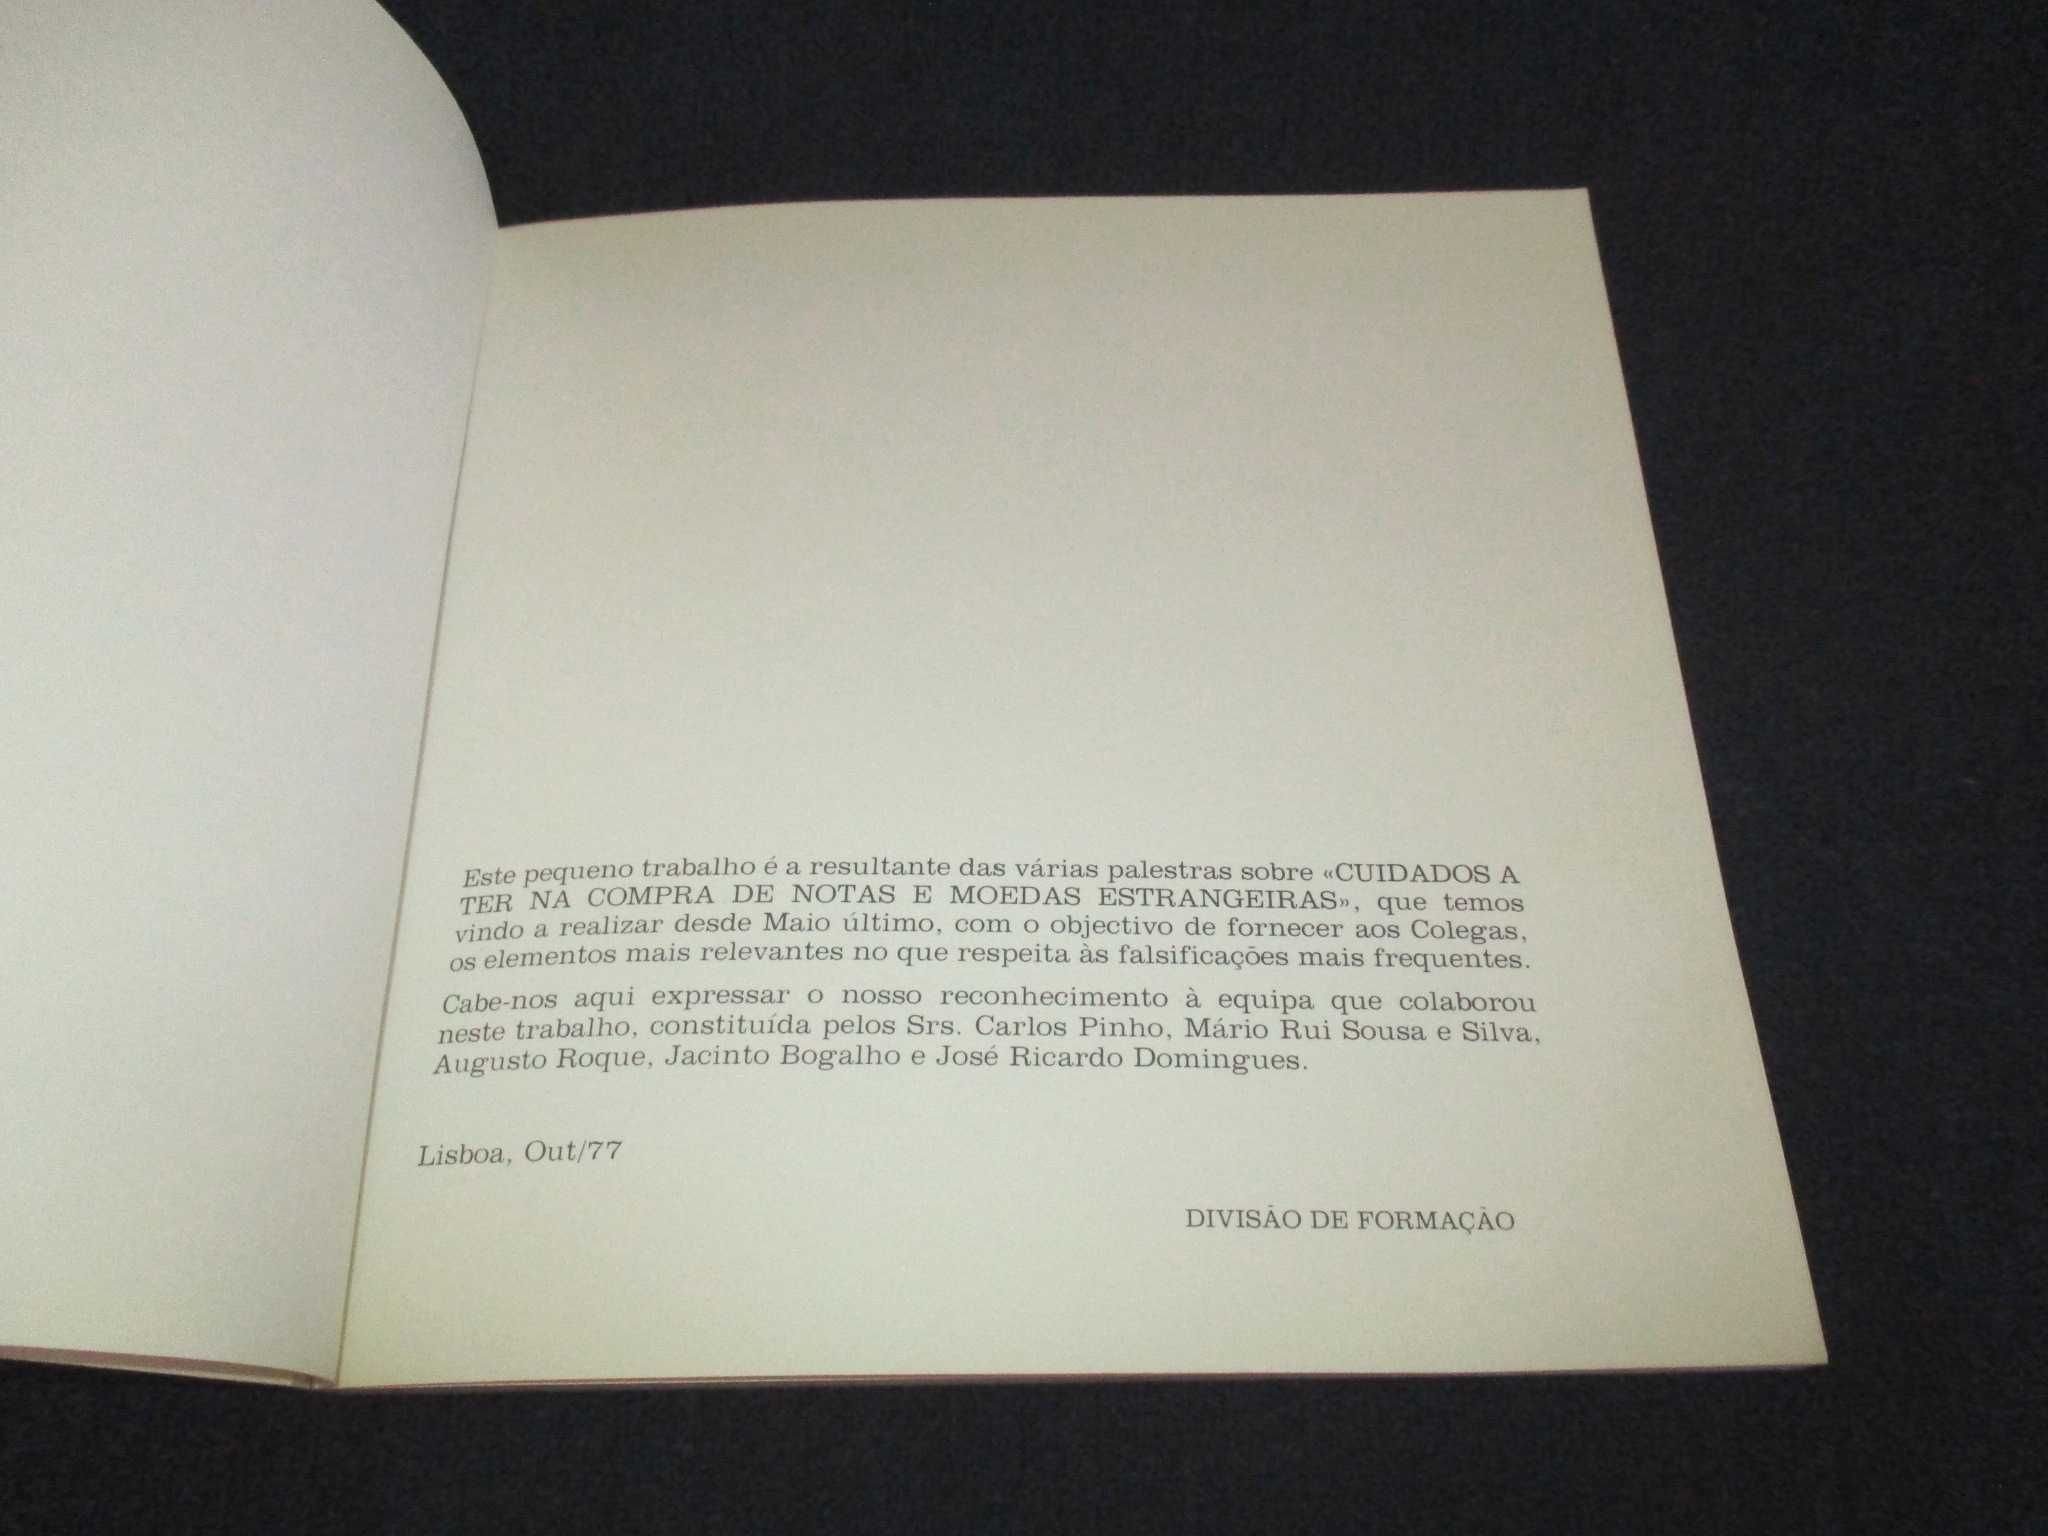 Este pequeno trabalho é a resultante das várias palestras sobre «CUIDADOS A
TER NA COMPRA DE NOTAS E MOEDAS ESTRANGEIRAS», que temos
vindo a realizar desde Maio último, com o objectivo de fornecer aos Colegas,
os elementos mais relevantes no que respeita às falsificações mais frequentes.
Cabe-nos aqui expressar o nosso reconhecimento à equipa que colaborou
neste trabalho, constituída pelos Srs. Carlos Pinho, Mário Rui Sousa e Silva,
Augusto Roque, Jacinto Bogalho e José Ricardo Domingues.
Lisboa, Out/77
DIVISÃO DE FORMAÇÃO